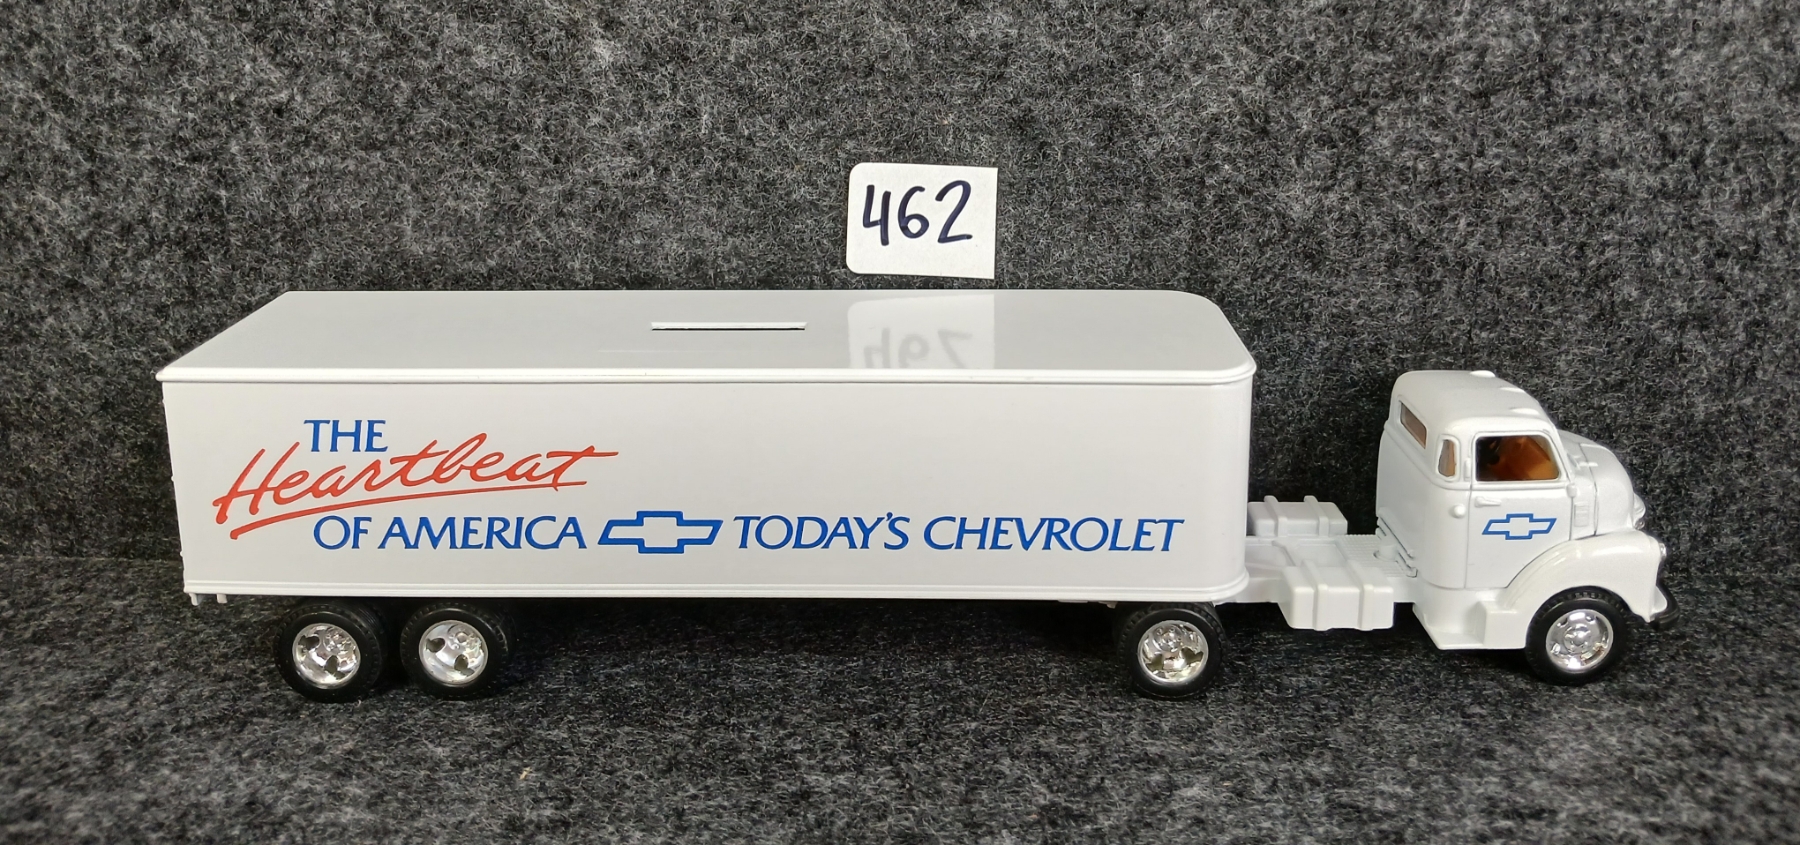 462
THE
Heartbeat
OF AMERICA TODAY'S CHEVROLET